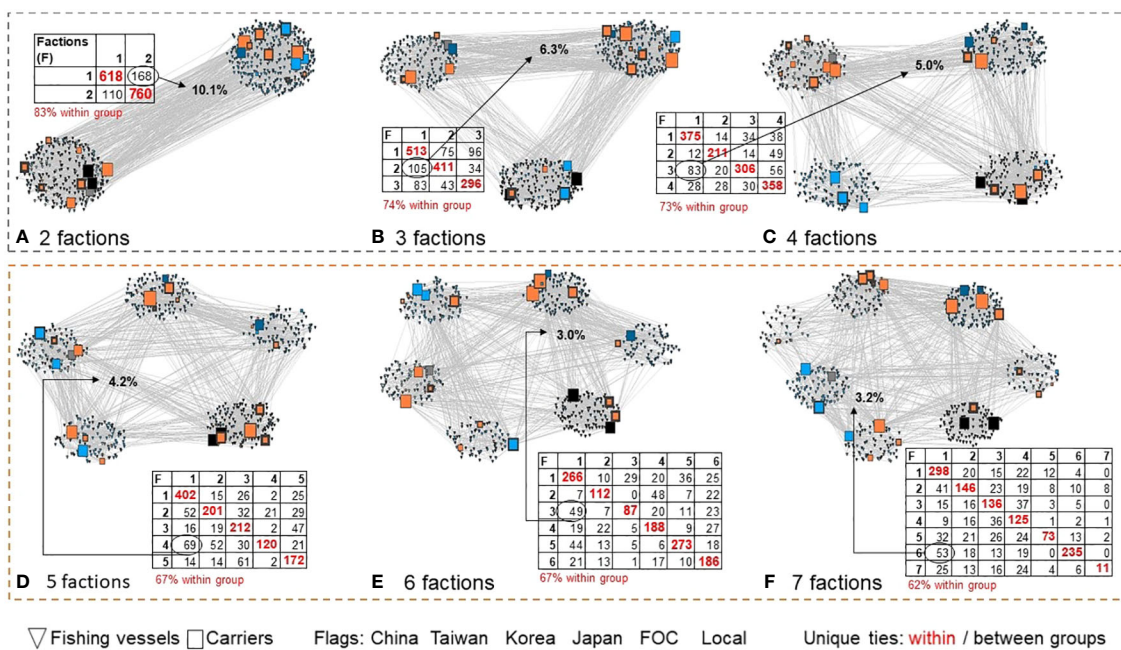 Factions (F) 1 2
1 618 168
2 110 760
83% within group
10.1%
A 2 factions
6.3%
F 1 2 3
1 513 75 96
2 105 411 34
3 83 43 296
74% within group
B 3 factions
5.0%
F 1 2 3 4
1 375 14 34 38
2 12 211 14 49
3 83 20 306 56
4 28 28 30 358
73% within group
C 4 factions
4.2%
F 1 2 3 4 5
1 402 15 26 2 25
2 52 201 32 21 29
3 16 19 212 2 47
4 69 52 30 120 21
5 14 14 61 2 172
67% within group
D 5 factions
3.0%
F 1 2 3 4 5 6
1 266 10 29 20 36 25
2 7 112 0 48 7 22
3 49 7 87 20 11 23
4 19 22 5 188 9 27
5 44 13 5 6 273 18
6 21 13 1 17 10 186
67% within group
E 6 factions
3.2%
F 1 2 3 4 5 6 7
1 298 20 15 22 12 4 0
2 41 146 23 19 8 10 8
3 15 16 136 37 3 5 0
4 9 16 36 125 1 2 1
5 32 21 26 24 73 13 2
6 53 18 13 19 0 235 0
7 25 13 16 24 4 6 11
62% within group
F 7 factions
Fishing vessels Carriers Flags: China Taiwan Korea Japan FOC Local Unique ties: within / between groups